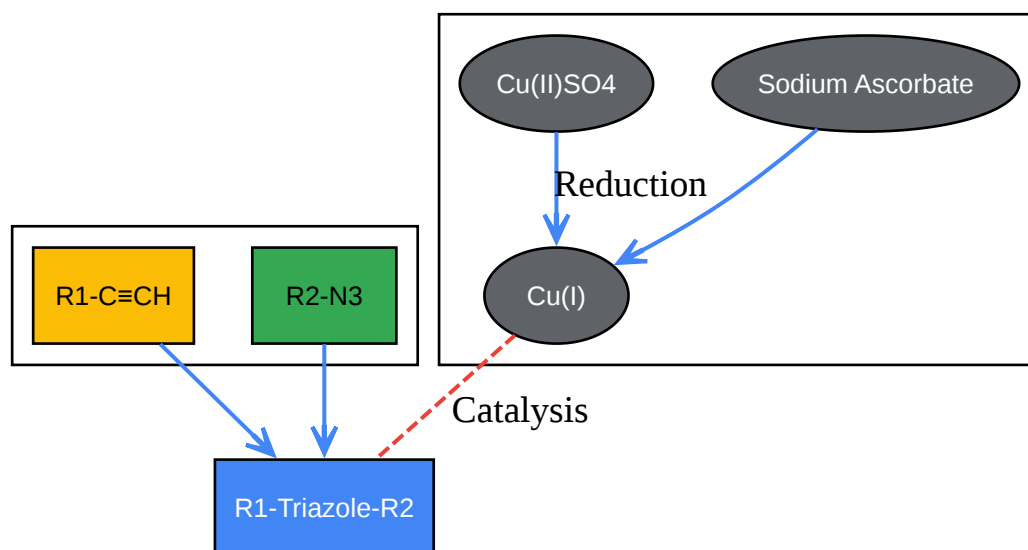 Cu(II)SO4
Sodium Ascorbate
Reduction
R1-C≡CH
R2-N3
Cu(I)
Catalysis
R1-Triazole-R2